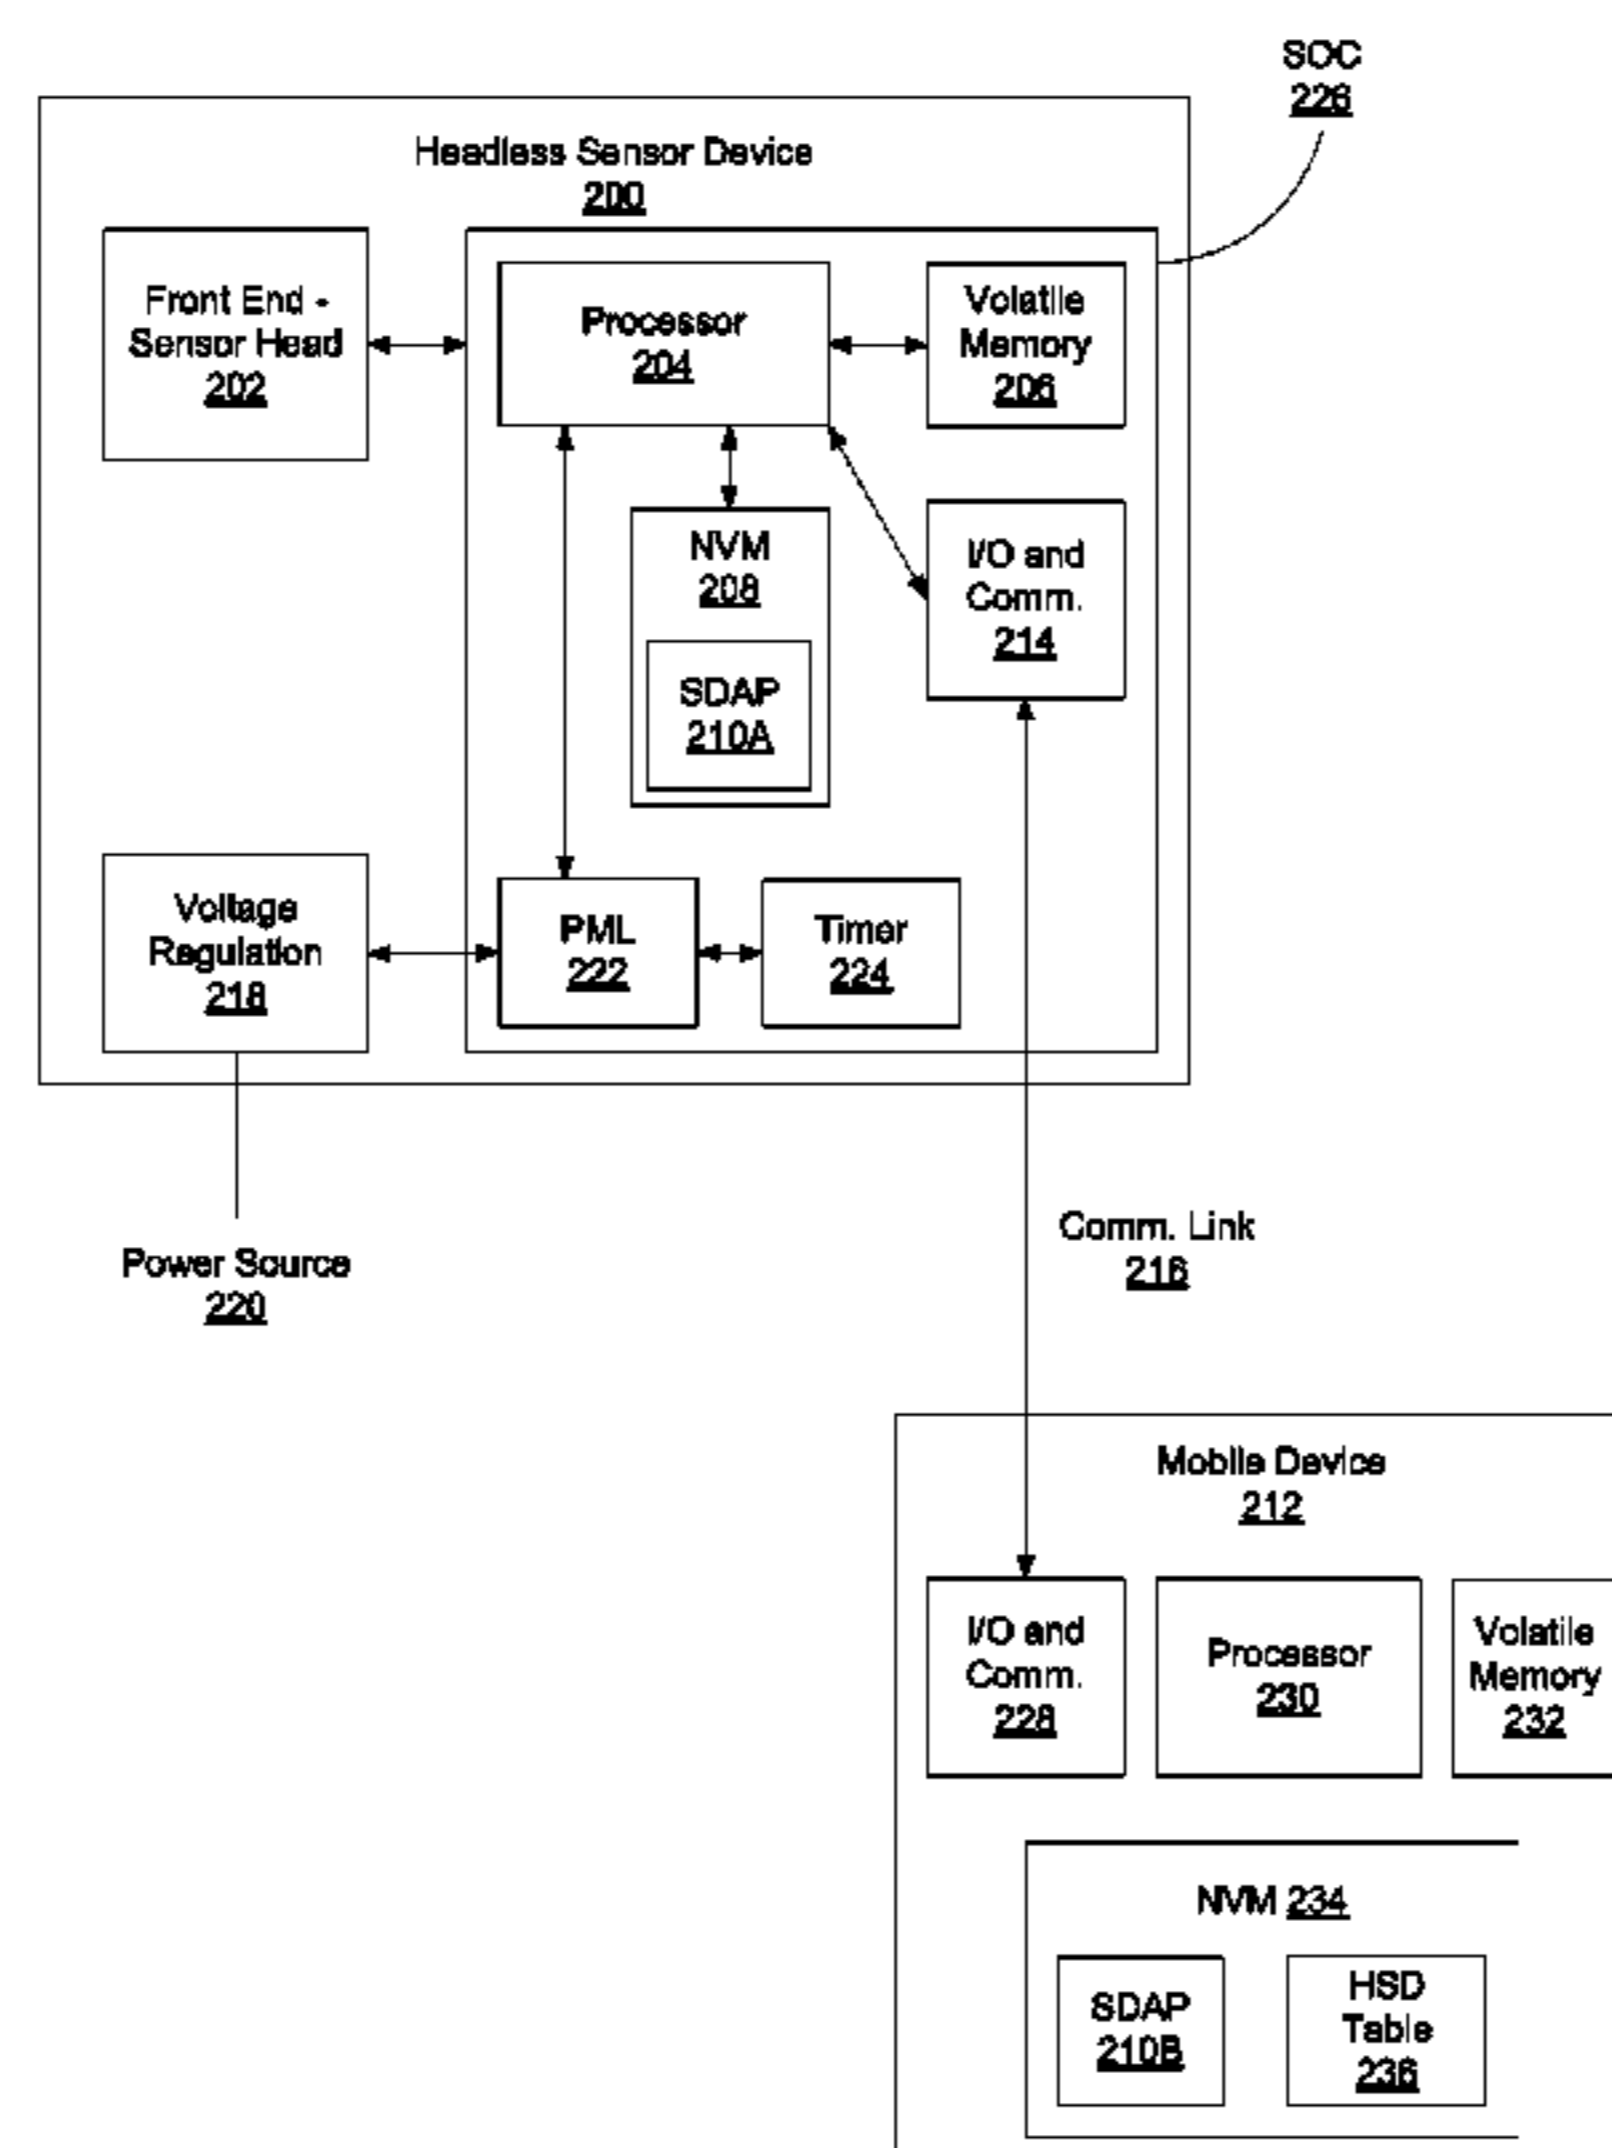 SOC
226
Headless Sensor Device
200
Front End -
Sensor Head
202
Processor
204
Volatile
Memory
206
NVM
208
I/O and
Comm.
214
SDAP
210A
Voltage
Regulation
218
PML
222
Timer
224
Power Source
220
Comm. Link
216
Mobile Device
212
I/O and
Comm.
228
Processor
230
Volatile
Memory
232
NVM 234
SDAP
210B
HSD
Table
236